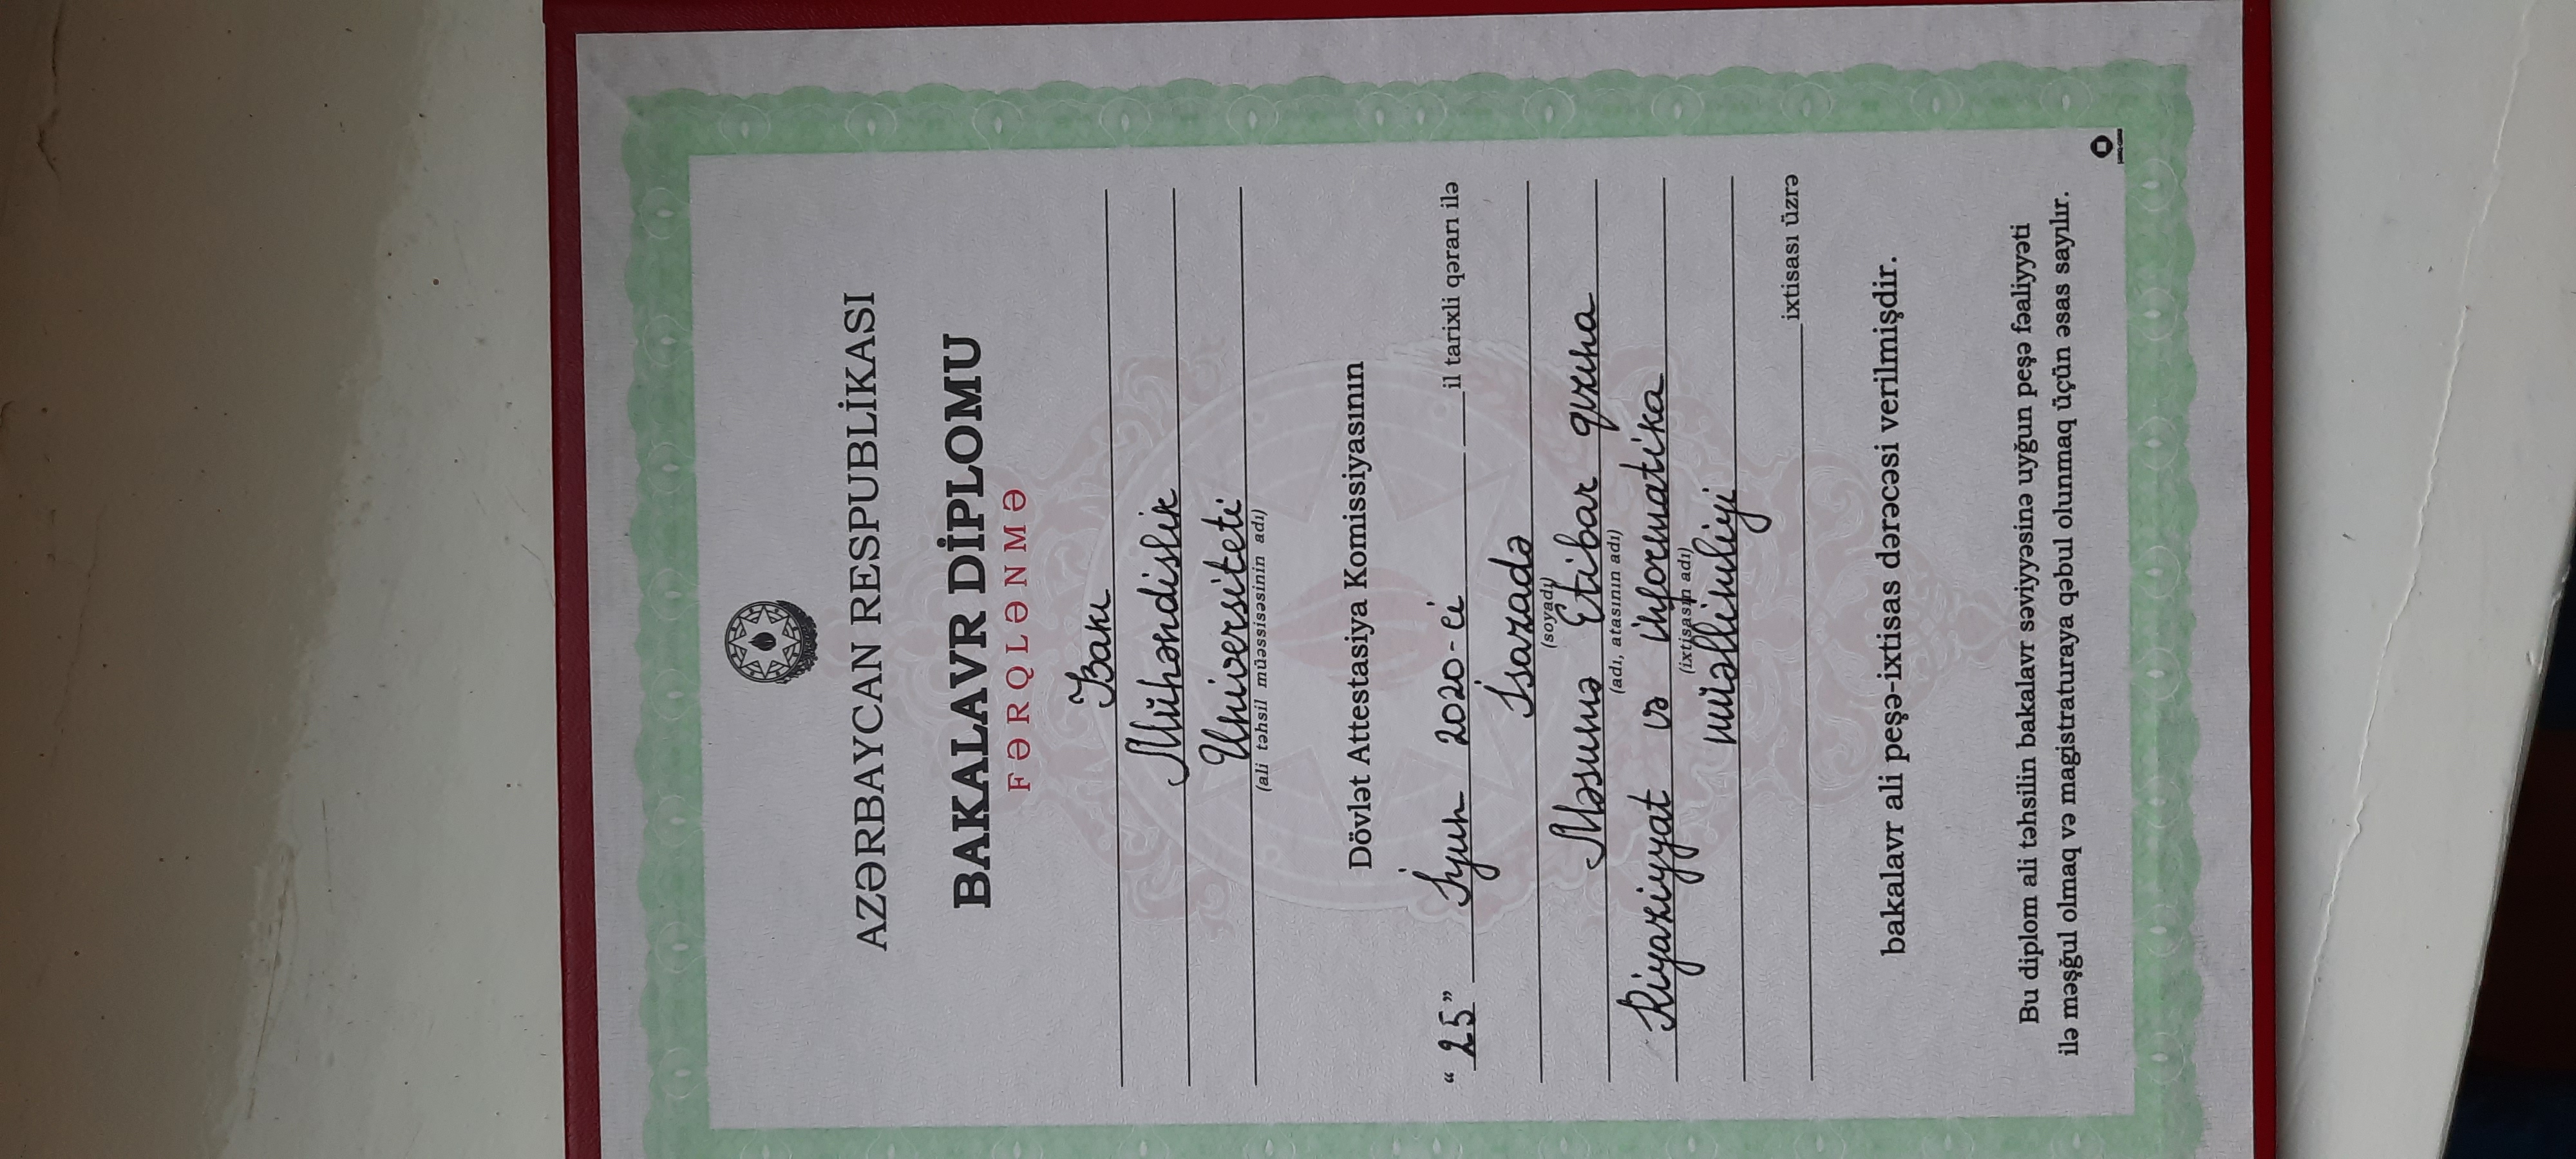 AZƏRBAYCAN RESPUBLİKASI
BAKALAVR DİPLOMU
FƏRQLƏNMƏ
Bakı
Mühəndislik
Universiteti
(ali təhsil müəssisəsinin adı)
Dövlət Attestasiya Komissiyasının
“25” İyun 2020-ci il tarixli qərarı ilə
İsazadə
(soyadı)
Məsumə Etibar qızına
(adı, atasının adı)
Riyaziyyat və informatika
(ixtisasın adı)
müəllimliyi
ixtisası üzrə
bakalavr ali peşə-ixtisas dərəcəsi verilmişdir.
Bu diplom ali təhsilin bakalavr səviyyəsinə uyğun peşə fəaliyyəti
ilə məşğul olmaq və magistraturaya qəbul olunmaq üçün əsas sayılır.